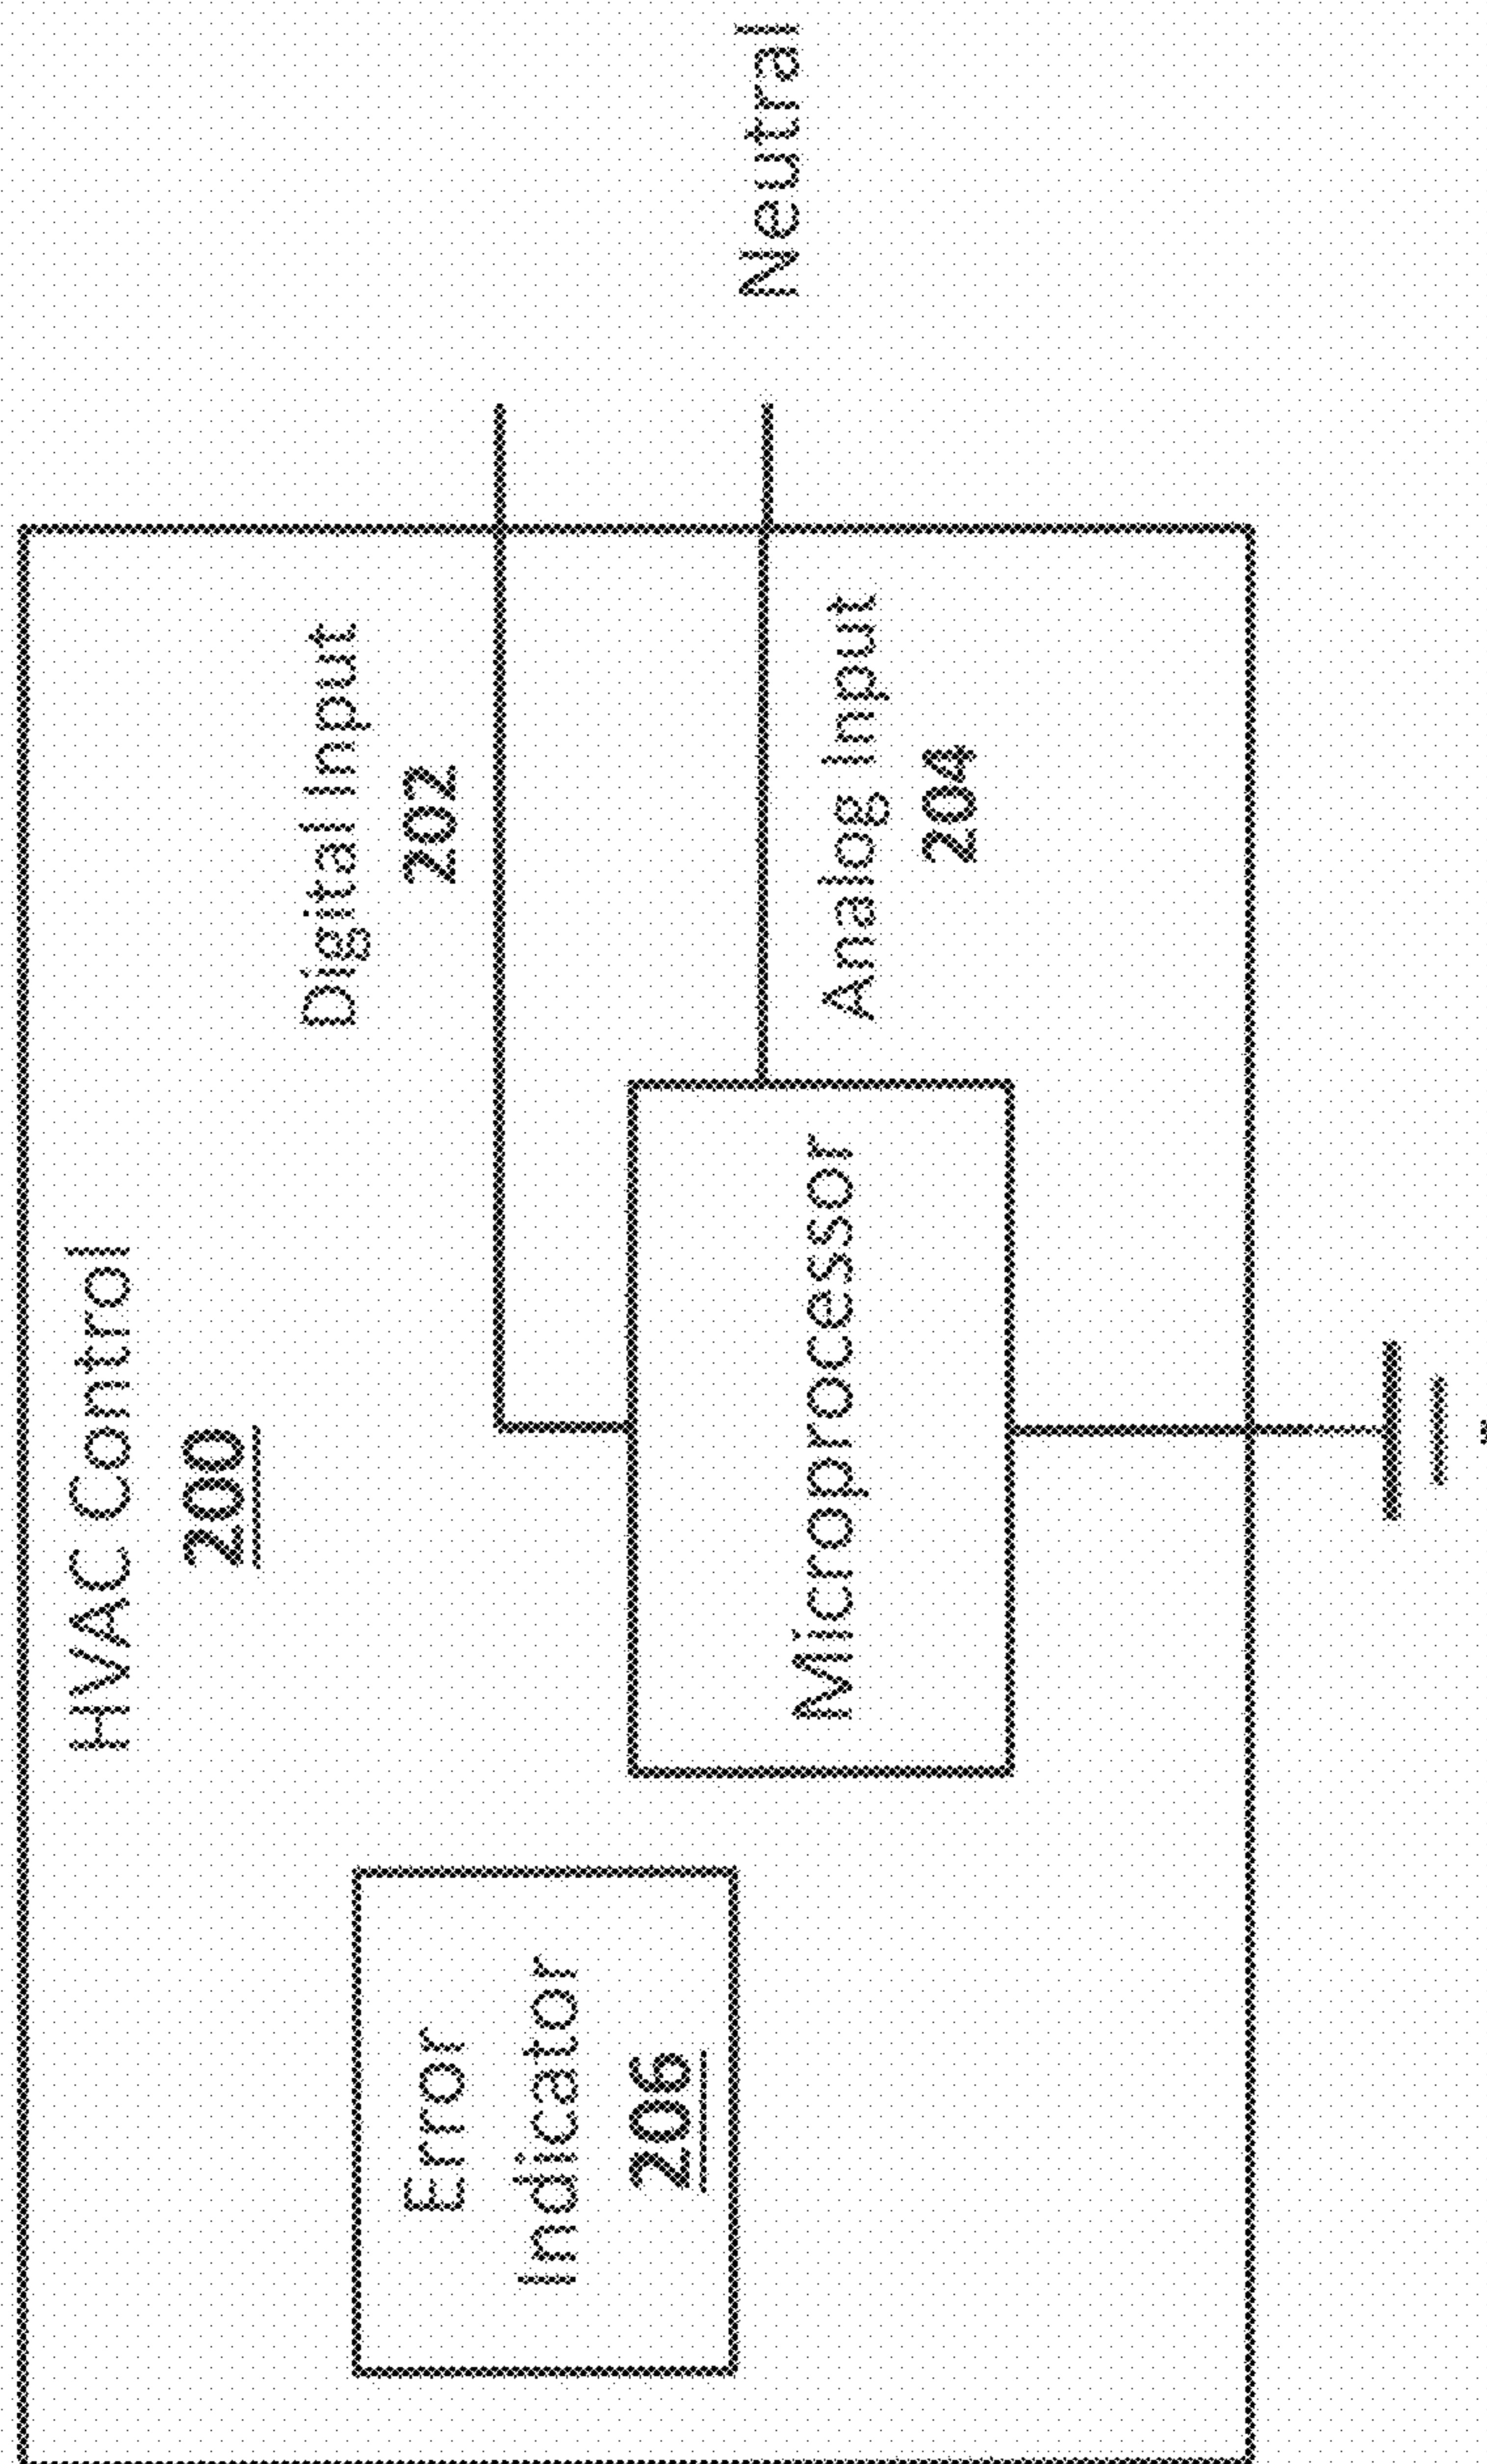 HVAC Control
200
Digital Input
202
Neutral
Analog Input
204
Microprocessor
Error
Indicator
206